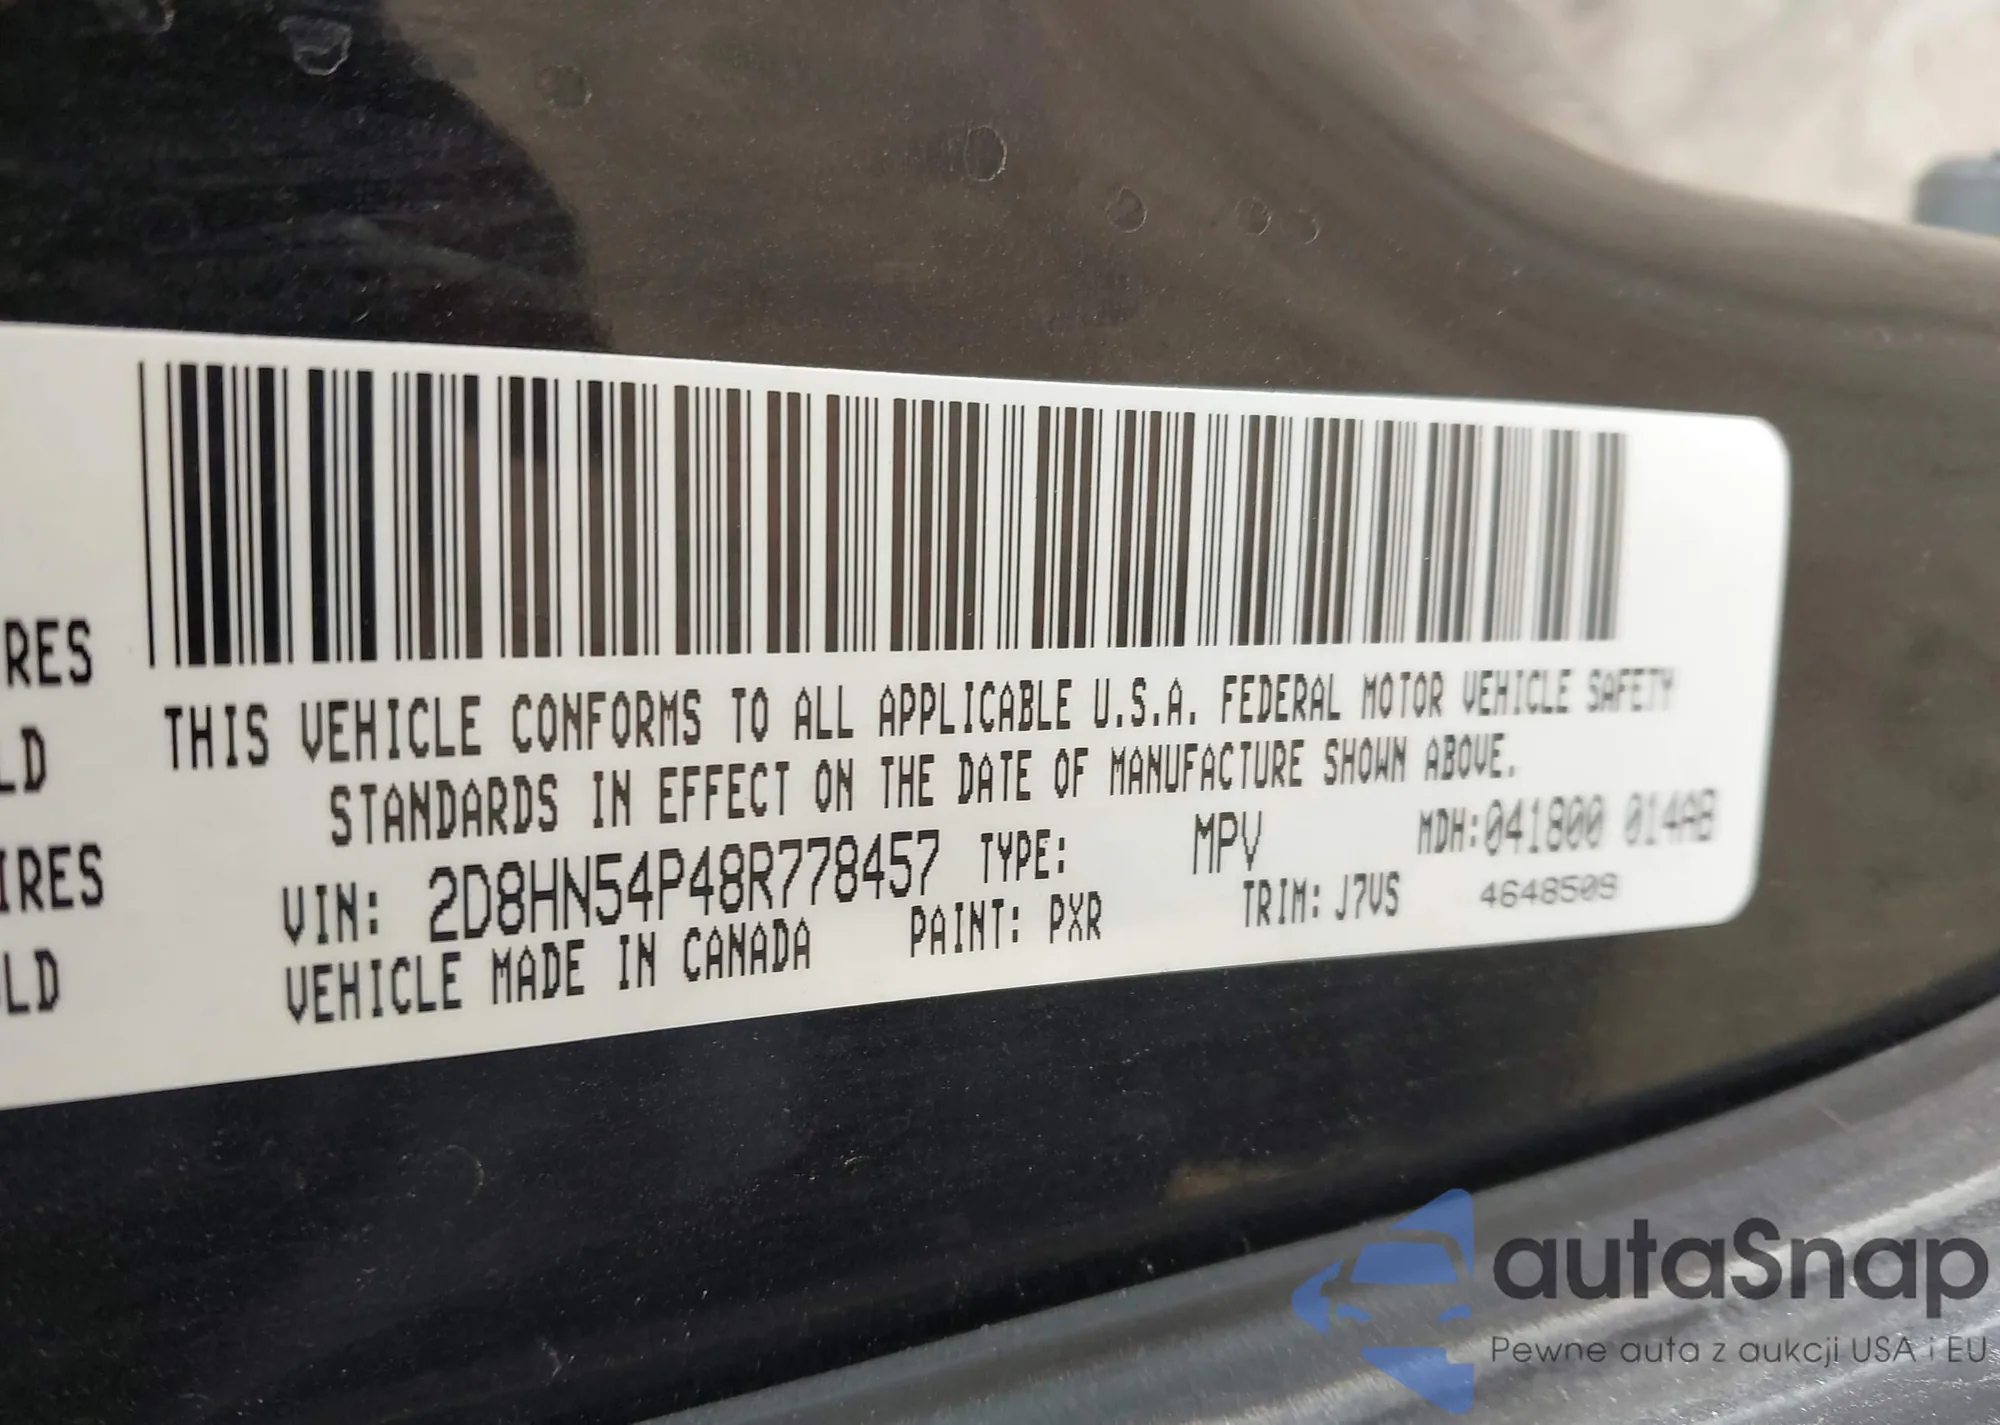 RES
LD
IRES
LD
THIS VEHICLE CONFORMS TO ALL APPLICABLE U.S.A. FEDERAL MOTOR VEHICLE SAFETY
STANDARDS IN EFFECT ON THE DATE OF MANUFACTURE SHOWN ABOVE.
VIN: 2D8HN54P48R778457 TYPE: MPV MDH:041800 014AB
VEHICLE MADE IN CANADA PAINT: PXR TRIM: J7VS 4648509
autaSnap
Pewne auta z aukcji USA i EU